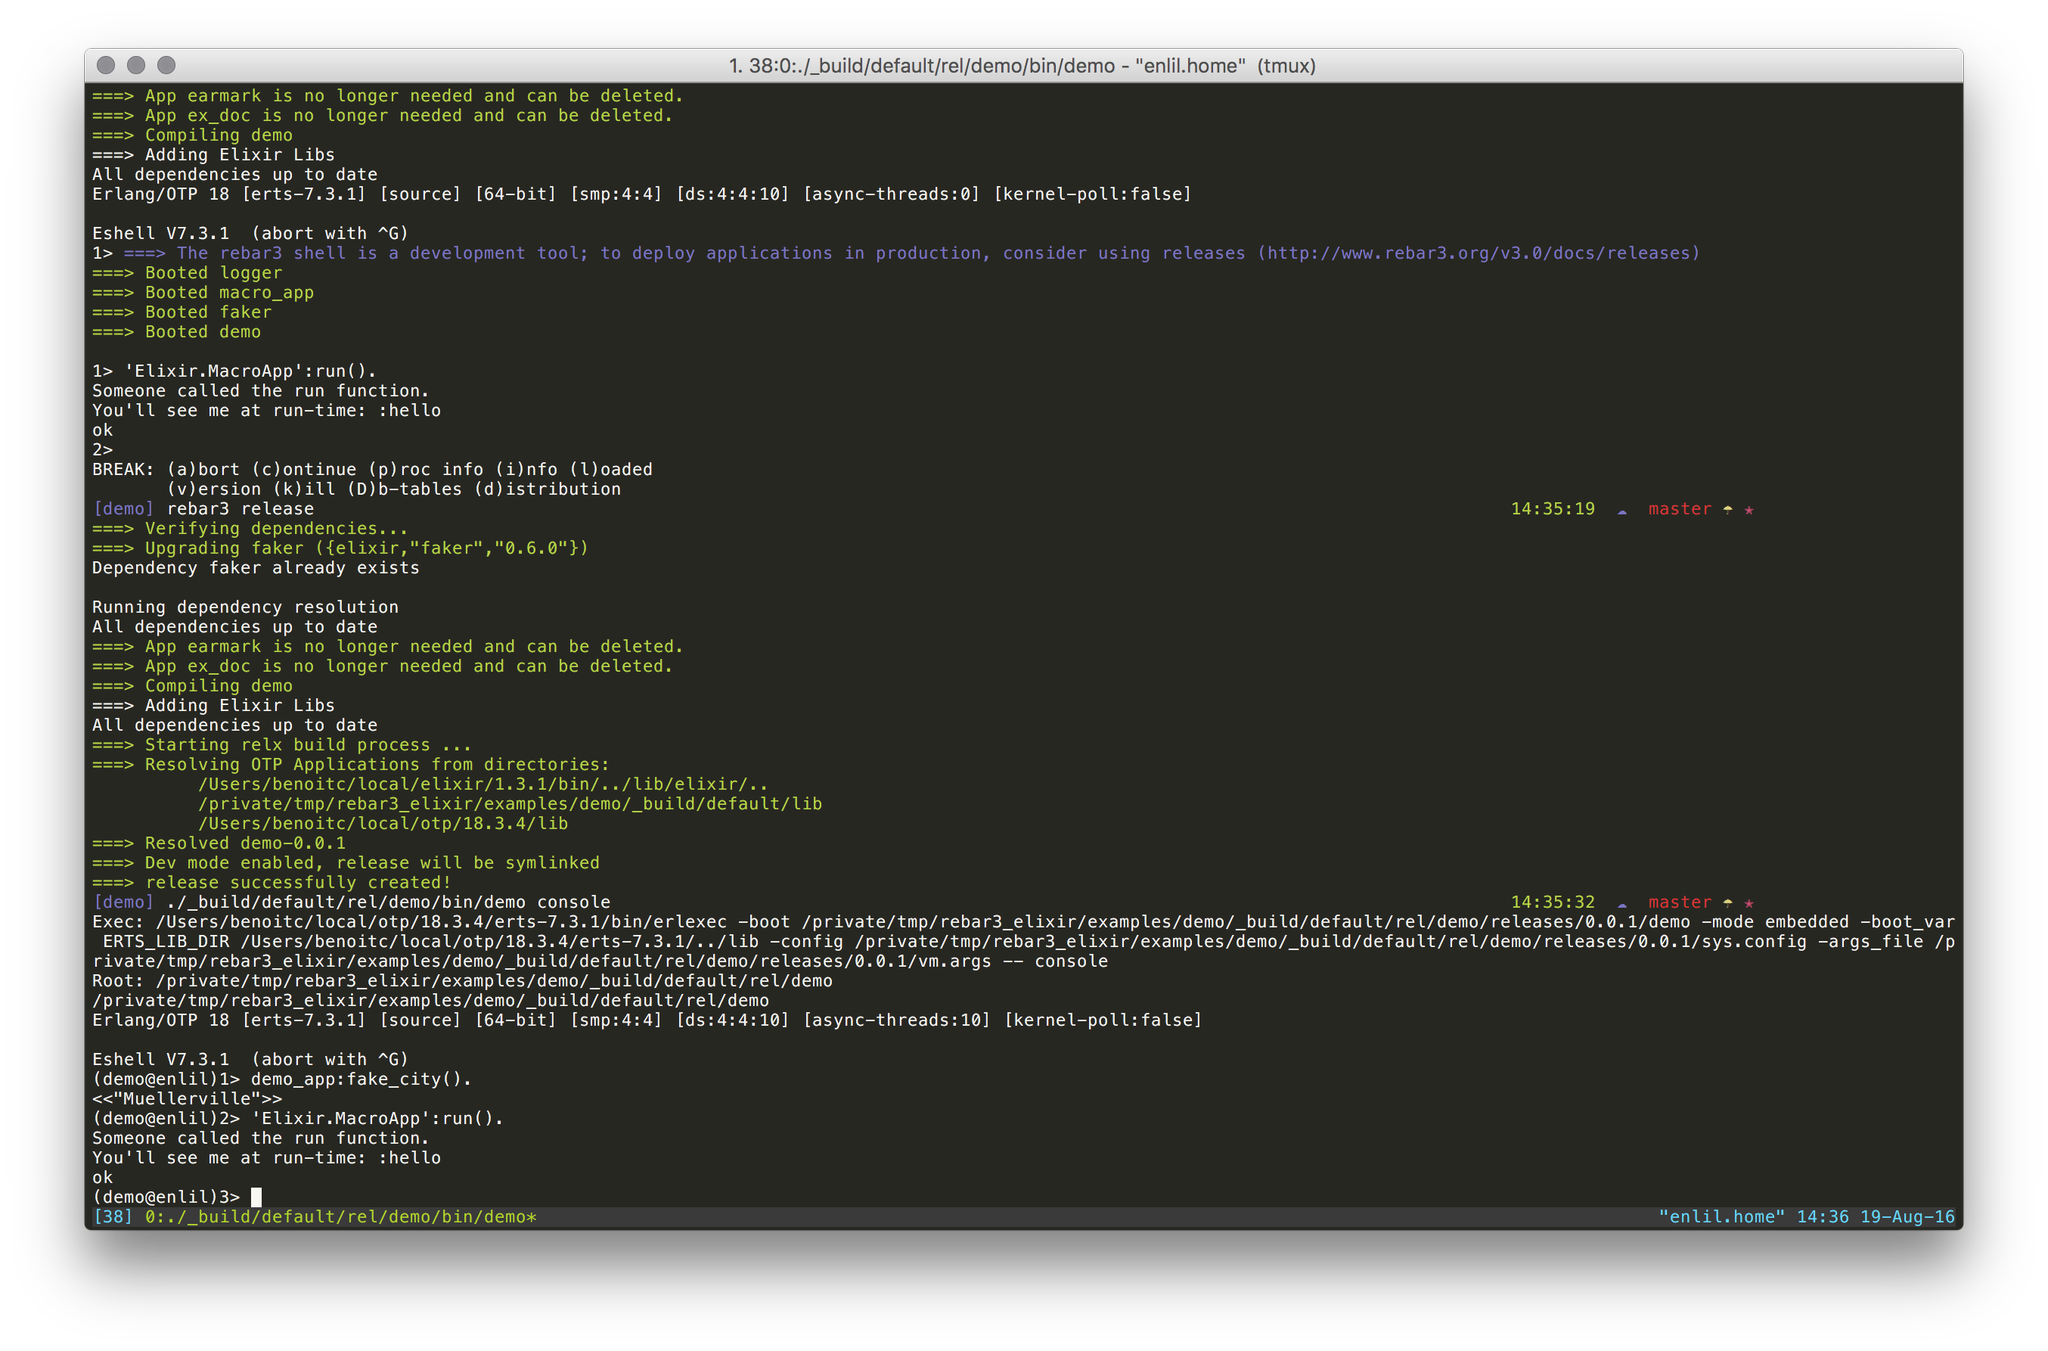 1. 38:0:./_build/default/rel/demo/bin/demo - "enlil.home" (tmux)
===> App earmark is no longer needed and can be deleted.
===> App ex_doc is no longer needed and can be deleted.
===> Compiling demo
===> Adding Elixir Libs
All dependencies up to date
Erlang/OTP 18 [erts-7.3.1] [source] [64-bit] [smp:4:4] [ds:4:4:10] [async-threads:0] [kernel-poll:false]
Eshell V7.3.1  (abort with ^G)
1> ===> The rebar3 shell is a development tool; to deploy applications in production, consider using releases (http://www.rebar3.org/v3.0/docs/releases)
===> Booted logger
===> Booted macro_app
===> Booted faker
===> Booted demo
1> 'Elixir.MacroApp':run().
Someone called the run function.
You'll see me at run-time: :hello
ok
2>
BREAK: (a)bort (c)ontinue (p)roc info (i)nfo (l)oaded
       (v)ersion (k)ill (D)b-tables (d)istribution
[demo] rebar3 release 14:35:19 ☁ master ☂ ★
===> Verifying dependencies...
===> Upgrading faker ({elixir,"faker","0.6.0"})
Dependency faker already exists
Running dependency resolution
All dependencies up to date
===> App earmark is no longer needed and can be deleted.
===> App ex_doc is no longer needed and can be deleted.
===> Compiling demo
===> Adding Elixir Libs
All dependencies up to date
===> Starting relx build process ...
===> Resolving OTP Applications from directories:
          /Users/benoitc/local/elixir/1.3.1/bin/../lib/elixir/..
          /private/tmp/rebar3_elixir/examples/demo/_build/default/lib
          /Users/benoitc/local/otp/18.3.4/lib
===> Resolved demo-0.0.1
===> Dev mode enabled, release will be symlinked
===> release successfully created!
[demo] ./_build/default/rel/demo/bin/demo console 14:35:32 ☁ master ☂ ★
Exec: /Users/benoitc/local/otp/18.3.4/erts-7.3.1/bin/erlexec -boot /private/tmp/rebar3_elixir/examples/demo/_build/default/rel/demo/releases/0.0.1/demo -mode embedded -boot_var
 ERTS_LIB_DIR /Users/benoitc/local/otp/18.3.4/erts-7.3.1/../lib -config /private/tmp/rebar3_elixir/examples/demo/_build/default/rel/demo/releases/0.0.1/sys.config -args_file /p
rivate/tmp/rebar3_elixir/examples/demo/_build/default/rel/demo/releases/0.0.1/vm.args -- console
Root: /private/tmp/rebar3_elixir/examples/demo/_build/default/rel/demo
/private/tmp/rebar3_elixir/examples/demo/_build/default/rel/demo
Erlang/OTP 18 [erts-7.3.1] [source] [64-bit] [smp:4:4] [ds:4:4:10] [async-threads:10] [kernel-poll:false]
Eshell V7.3.1  (abort with ^G)
(demo@enlil)1> demo_app:fake_city().
<<"Muellerville">>
(demo@enlil)2> 'Elixir.MacroApp':run().
Someone called the run function.
You'll see me at run-time: :hello
ok
(demo@enlil)3>
[38] 0:./_build/default/rel/demo/bin/demo* "enlil.home" 14:36 19-Aug-16